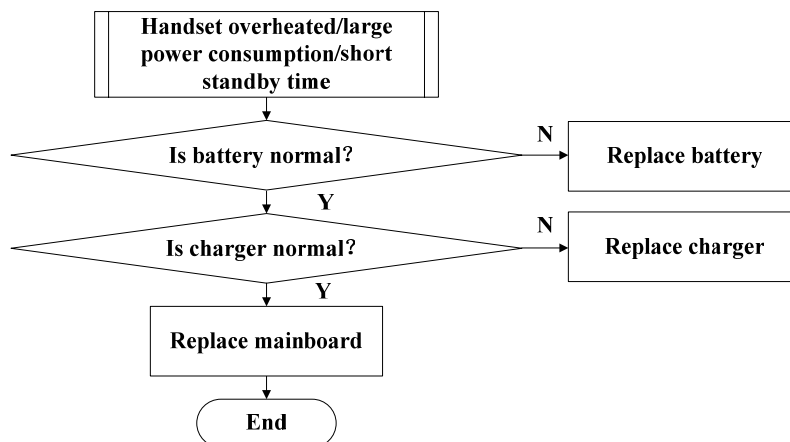 Handset overheated/large
power consumption/short
standby time
Is battery normal?
N
Replace battery
Y
Is charger normal?
N
Replace charger
Y
Replace mainboard
End